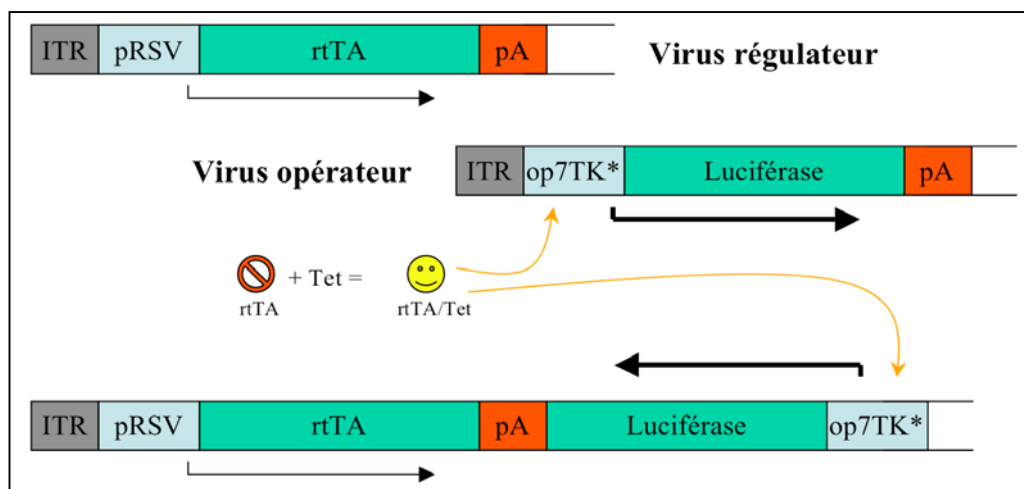 ITR pRSV rtTA pA Virus régulateur
Virus opérateur ITR op7TK* Luciférase pA
+ Tet =
rtTA rtTA/Tet
ITR pRSV rtTA pA Luciférase op7TK*